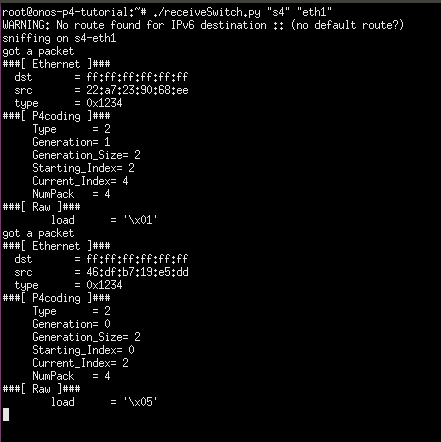 root@onos-p4-tutorial:~# ./receiveSwitch.py "s4" "eth1"
WARNING: No route found for IPv6 destination :: (no default route?)
sniffing on s4-eth1
got a packet
###[ Ethernet ]###
  dst       = ff:ff:ff:ff:ff:ff
  src       = 22:a7:23:90:68:ee
  type      = 0x1234
###[ P4coding ]###
     Type      = 2
     Generation= 1
     Generation_Size= 2
     Starting_Index= 2
     Current_Index= 4
     NumPack   = 4
###[ Raw ]###
        load      = '\x01'
got a packet
###[ Ethernet ]###
  dst       = ff:ff:ff:ff:ff:ff
  src       = 46:df:b7:19:e5:dd
  type      = 0x1234
###[ P4coding ]###
     Type      = 2
     Generation= 0
     Generation_Size= 2
     Starting_Index= 0
     Current_Index= 2
     NumPack   = 4
###[ Raw ]###
        load      = '\x05'